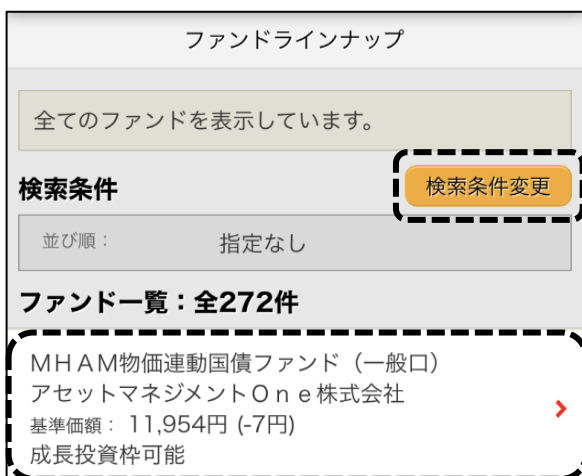 ファンドラインナップ
全てのファンドを表示しています。
検索条件
検索条件変更
並び順： 指定なし
ファンド一覧：全272件
ＭＨＡＭ物価連動国債ファンド（一般口）
アセットマネジメントＯｎｅ株式会社
基準価額： 11,954円 (-7円)
成長投資枠可能